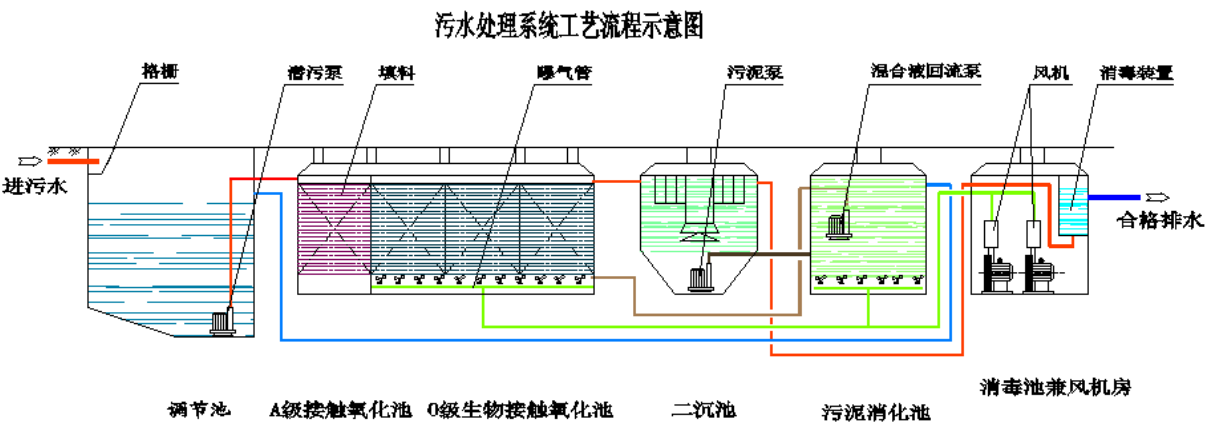 污水处理系统工艺流程示意图
格栅
潜污泵
填料
曝气管
污泥泵
混合液回流泵
风机
消毒装置
进污水
合格排水
调节池
A级接触氧化池
O级生物接触氧化池
二沉池
污泥消化池
消毒池兼风机房